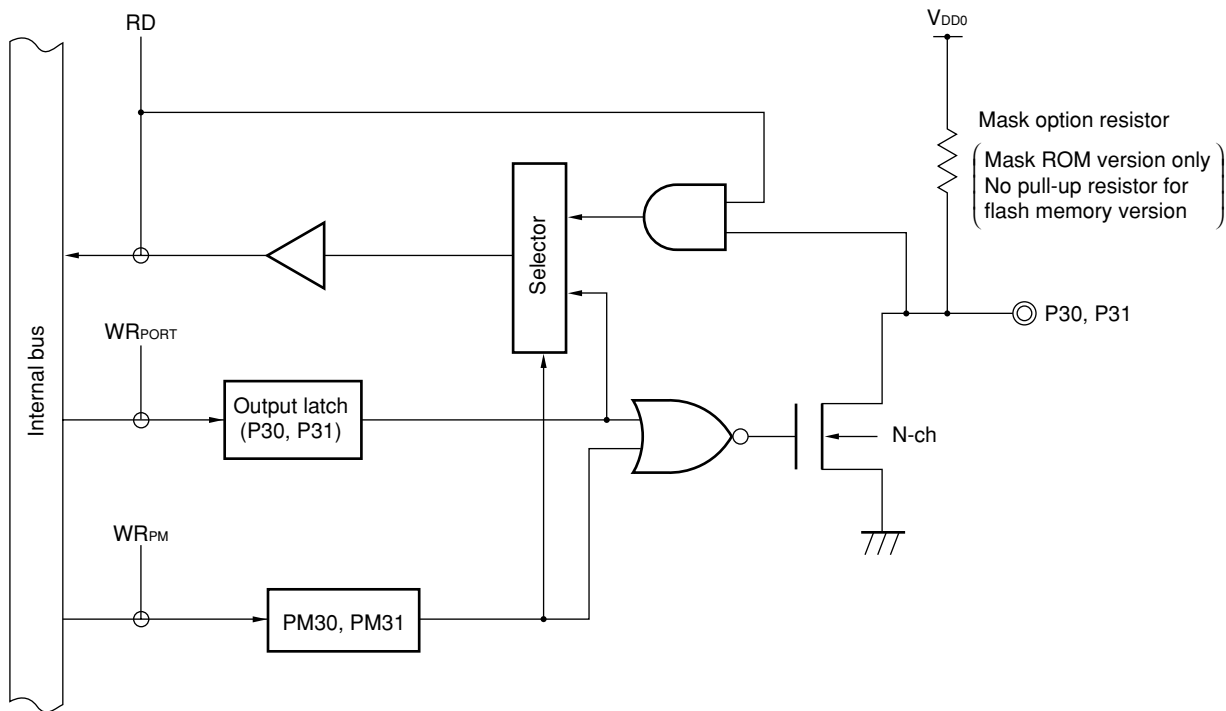 RD
VDD0
Mask option resistor
Mask ROM version only
No pull-up resistor for
flash memory version
Selector
P30, P31
Internal bus
WRPORT
Output latch
(P30, P31)
N-ch
WRPM
PM30, PM31